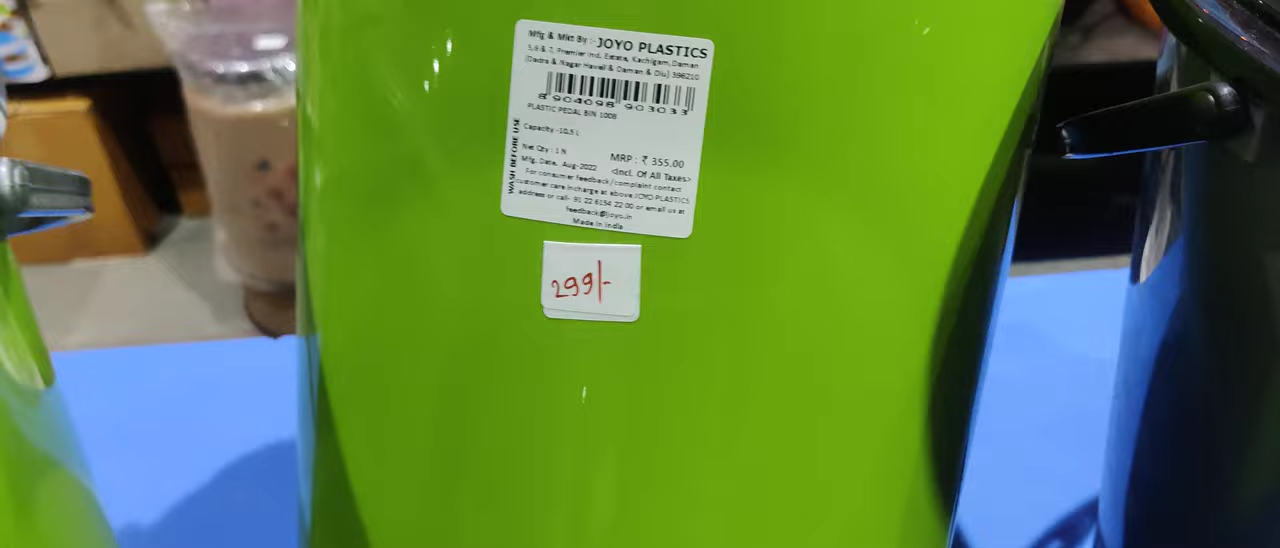 Mfg & Mkt By :- JOYO PLASTICS
5,6 & 7, Premier Ind. Estate, Kachigam, Daman
(Dadra & Nagar Haveli & Daman & Diu) 396210
8 904098 903033
PLASTIC PEDAL BIN 1008
Capacity -10.5 L
Net Qty : 1 N
MRP : ₹ 355.00
Mfg. Date. Aug-2022
<Incl. Of All Taxes>
WASH BEFORE USE
For consumer feedback/complaint contact
customer care incharge at above JOYO PLASTICS
address or call- 91 22 6154 22 00 or email us at
feedback@joyo.in
Made in India
299/-